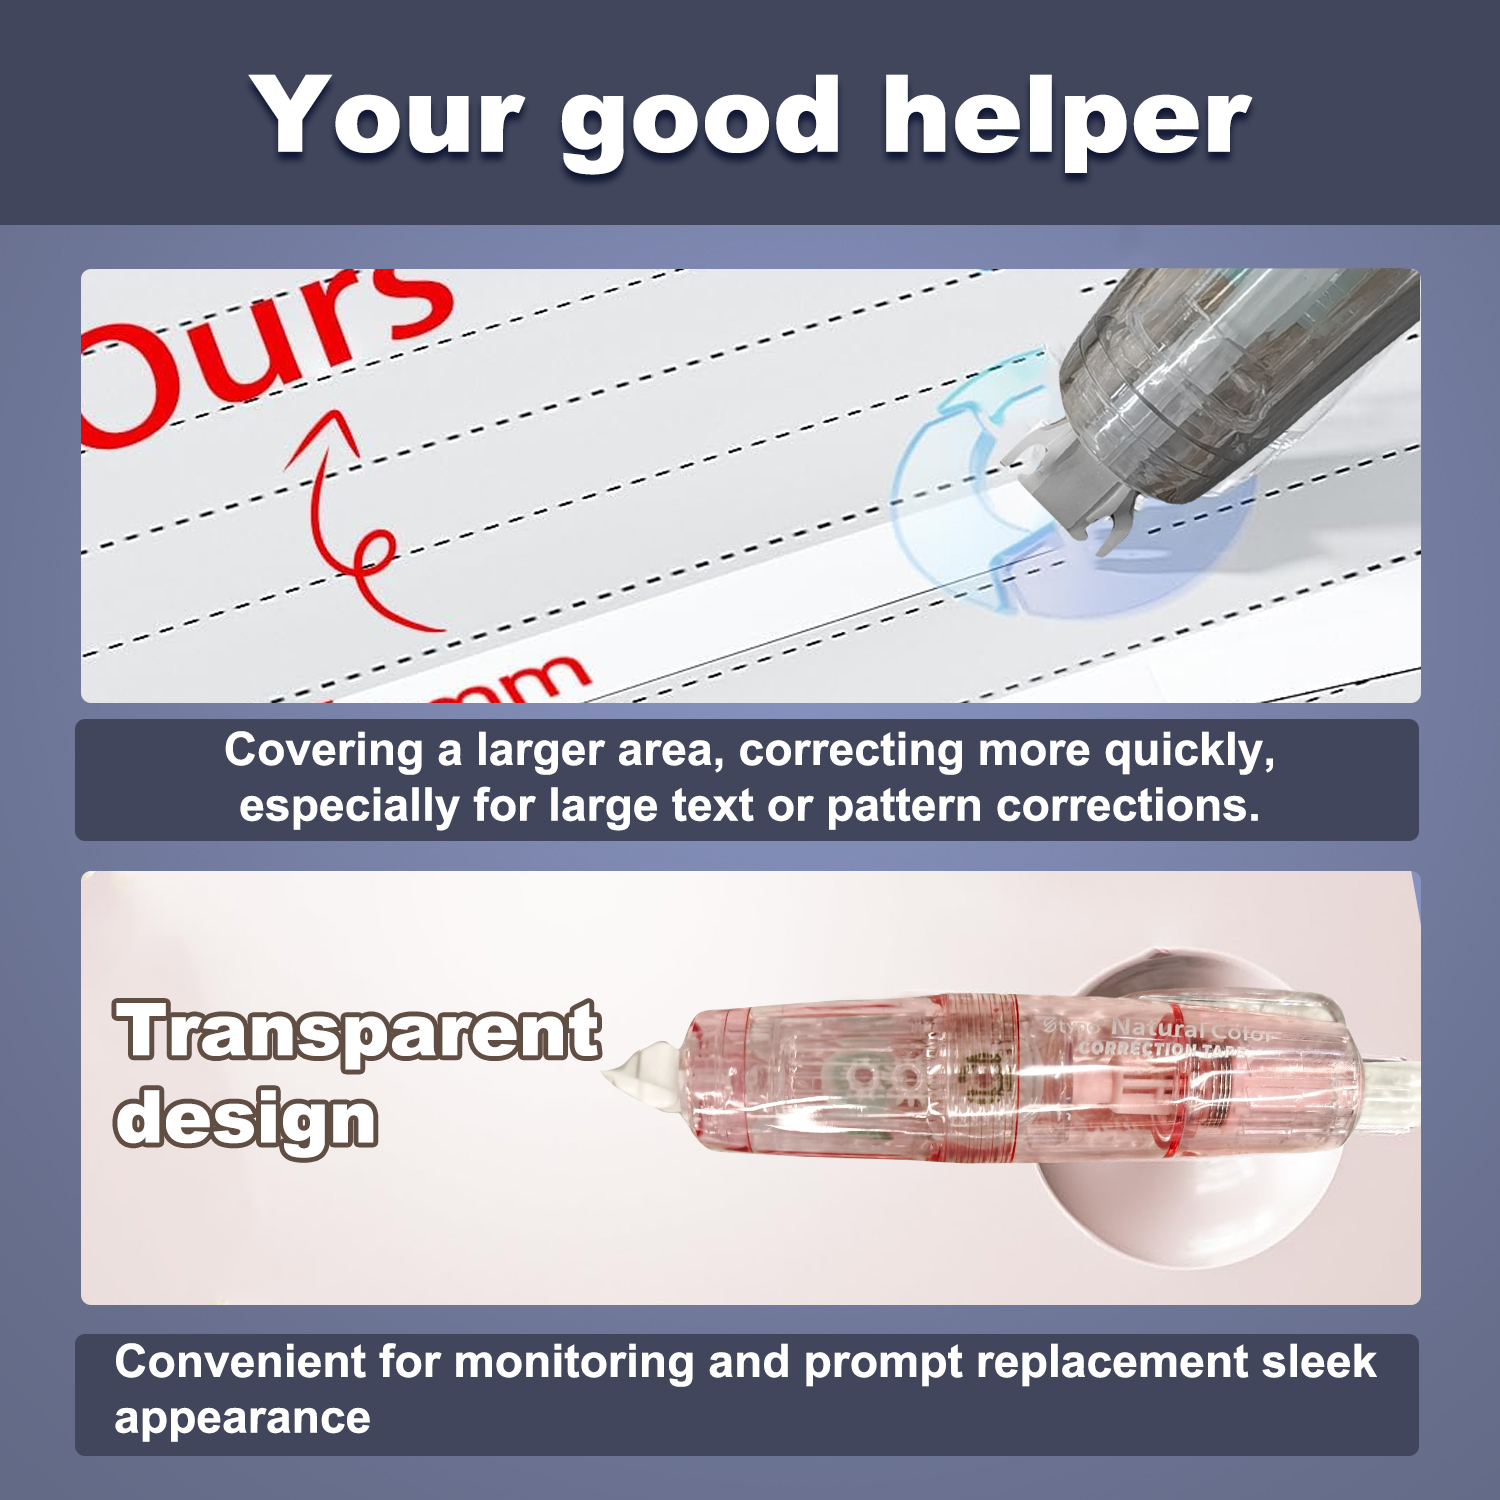 Your good helper
Ours
mm
Covering a larger area, correcting more quickly,
especially for large text or pattern corrections.
Transparent
design
Natural Color
CORRECTION TAPE
Convenient for monitoring and prompt replacement sleek
appearance